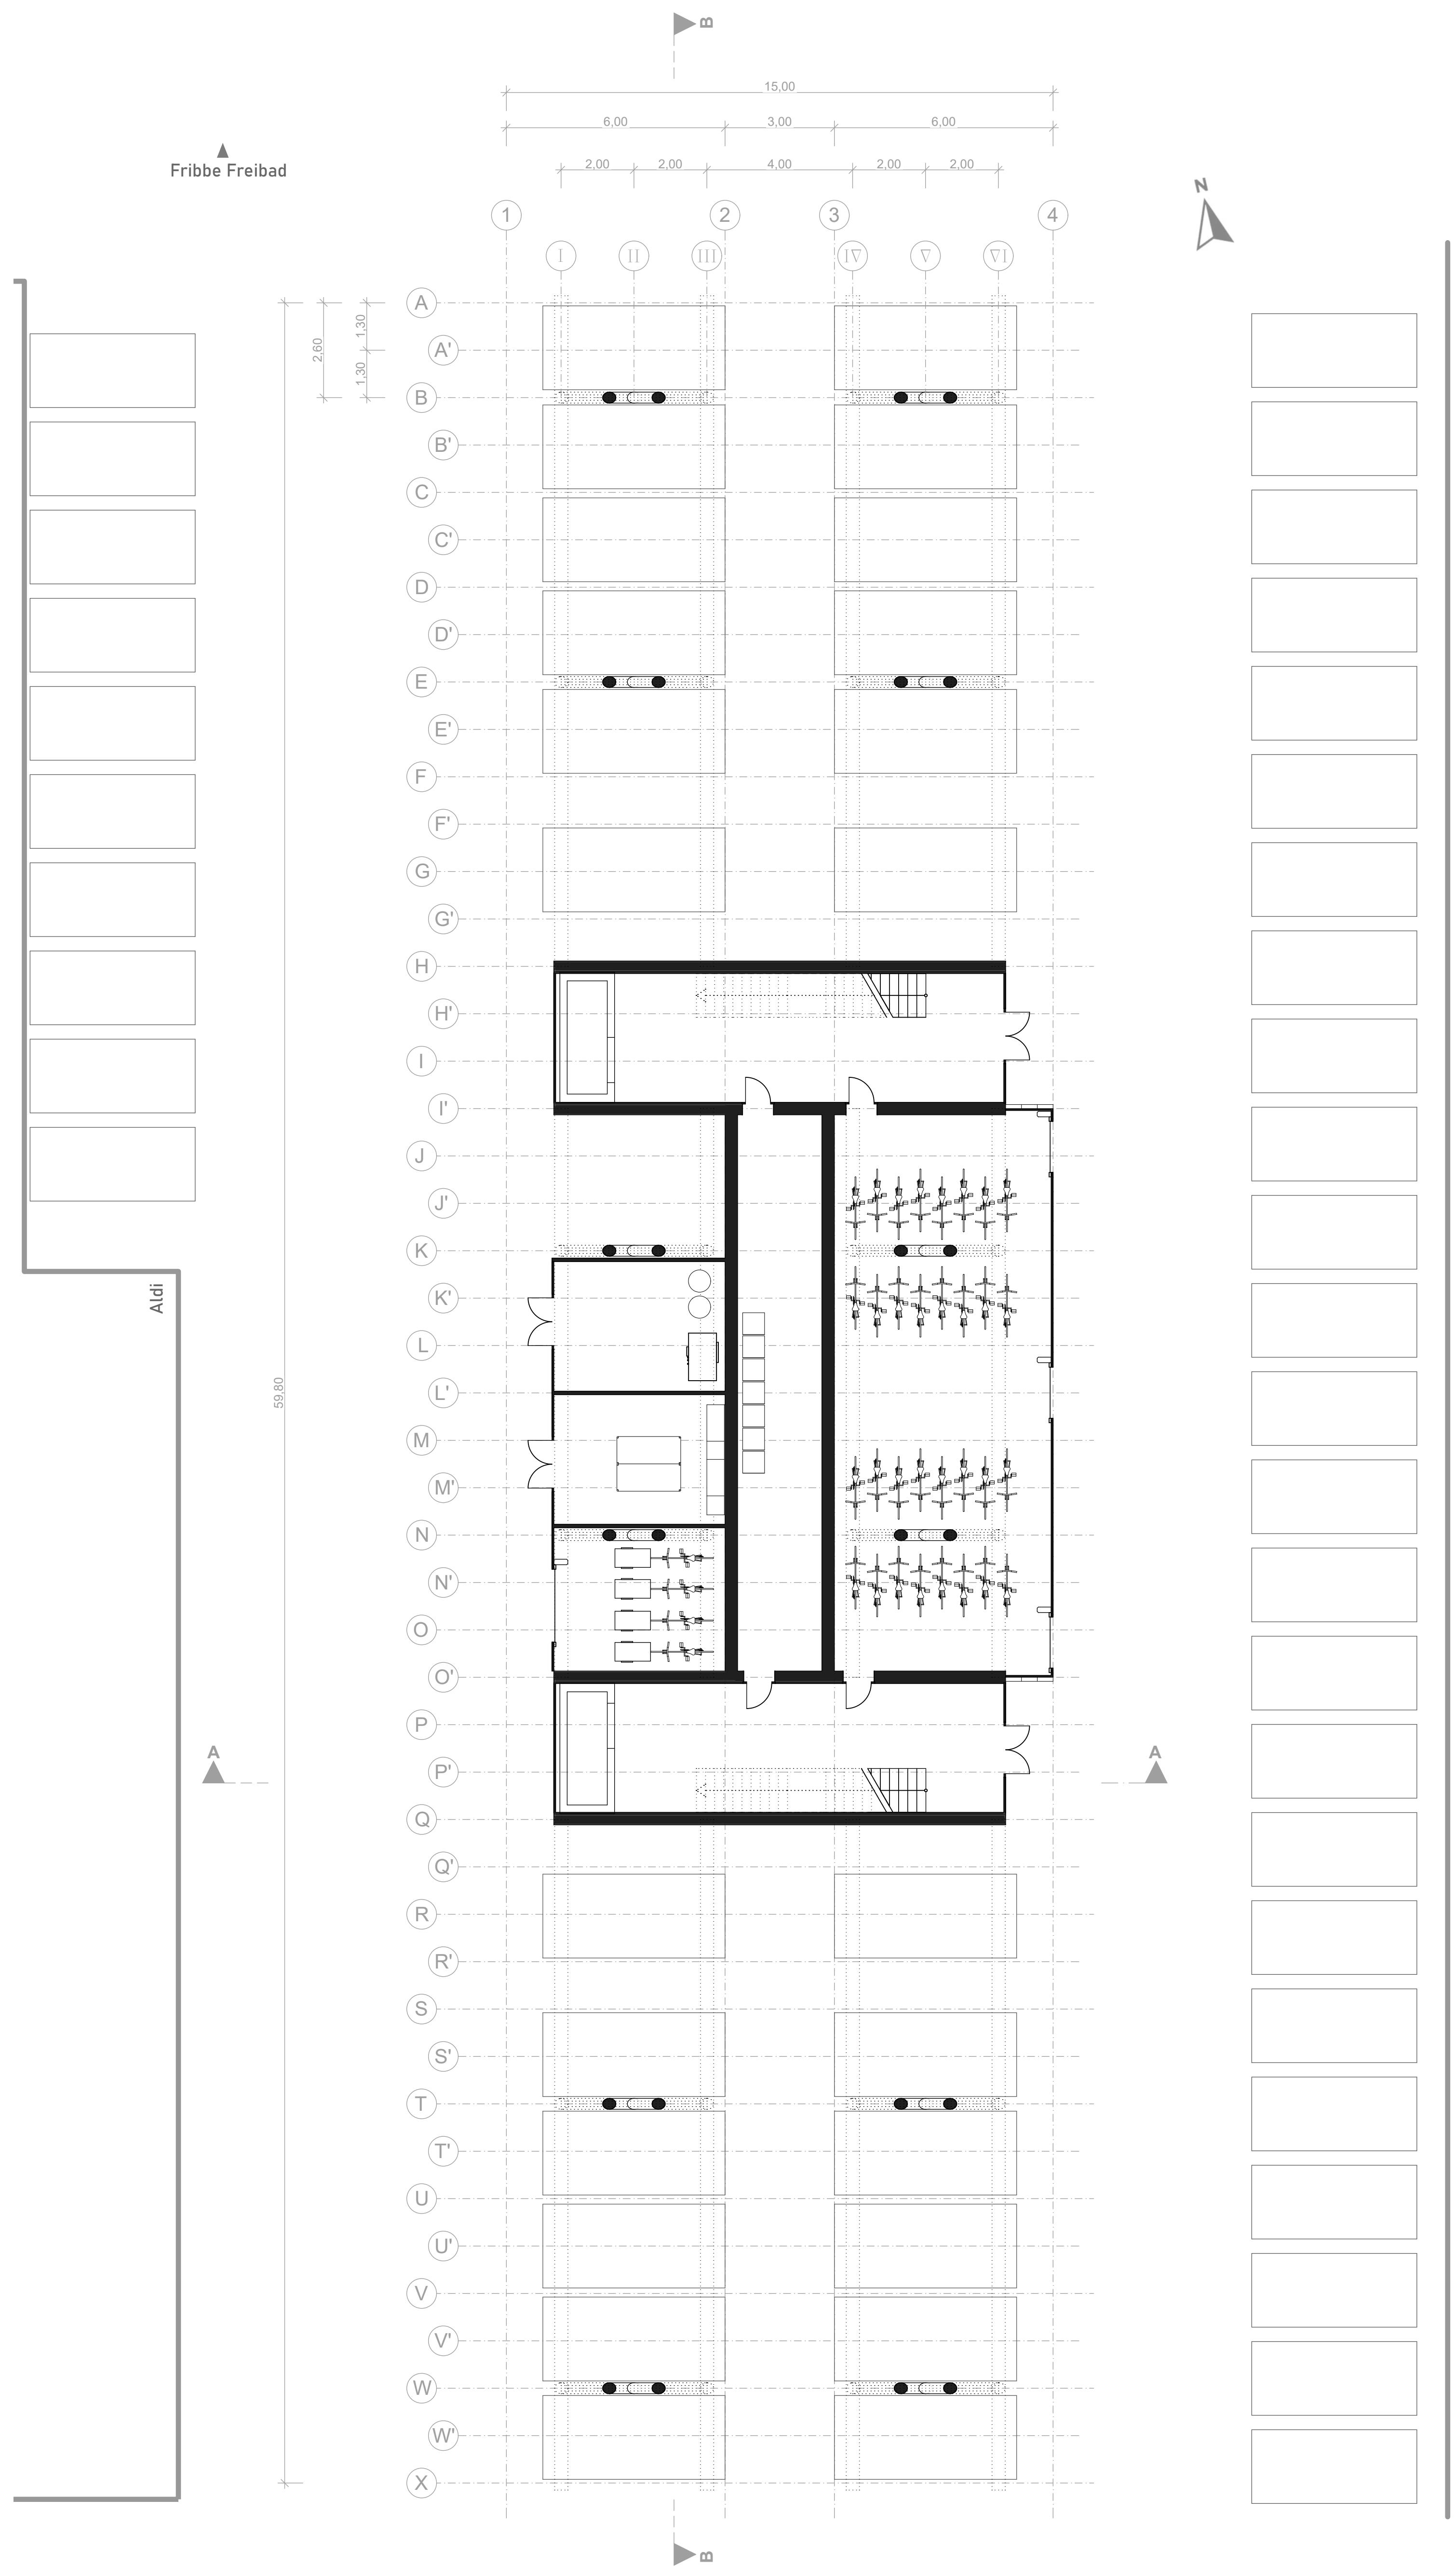 B
15,00
6,00
3,00
6,00
2,00
2,00
4,00
2,00
2,00
Fribbe Freibad
N
1
2
3
4
I
II
III
IV
V
VI
A
1,30
2,60
A'
1,30
B
B'
C
C'
D
D'
E
E'
F
F'
G
G'
H
H'
I
I'
J
J'
K
Aldi
K'
L
59,80
L'
M
M'
N
N'
O
O'
P
A
A
P'
Q
Q'
R
R'
S
S'
T
T'
U
U'
V
V'
W
W'
X
B